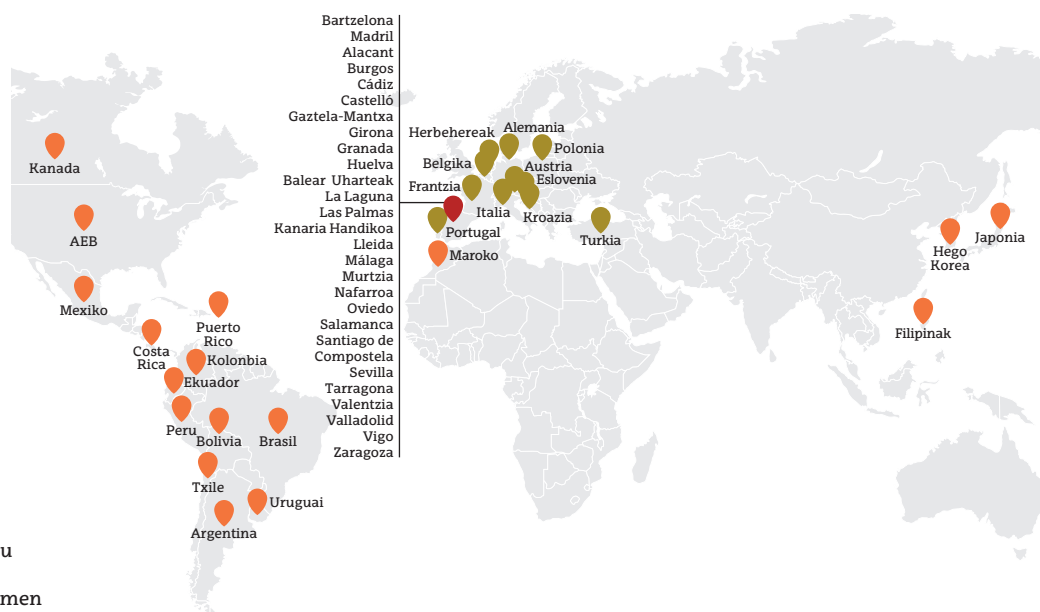 Bartzelona
Madril
Alacant
Burgos
Cádiz
Castelló
Gaztela-Mantxa
Girona
Granada
Huelva
Balear Uharteak
La Laguna
Las Palmas
Kanaria Handikoa
Lleida
Málaga
Murtzia
Nafarroa
Oviedo
Salamanca
Santiago de
Compostela
Sevilla
Tarragona
Valentzia
Valladolid
Vigo
Zaragoza
Kanada
AEB
Mexiko
Puerto
Rico
Costa
Rica
Kolonbia
Ekuador
Peru
Bolivia
Brasil
Txile
Uruguai
Argentina
Herbehereak
Alemania
Polonia
Belgika
Austria
Eslovenia
Frantzia
Italia
Kroazia
Portugal
Turkia
Maroko
Hego
Korea
Japonia
Filipinak
u
men